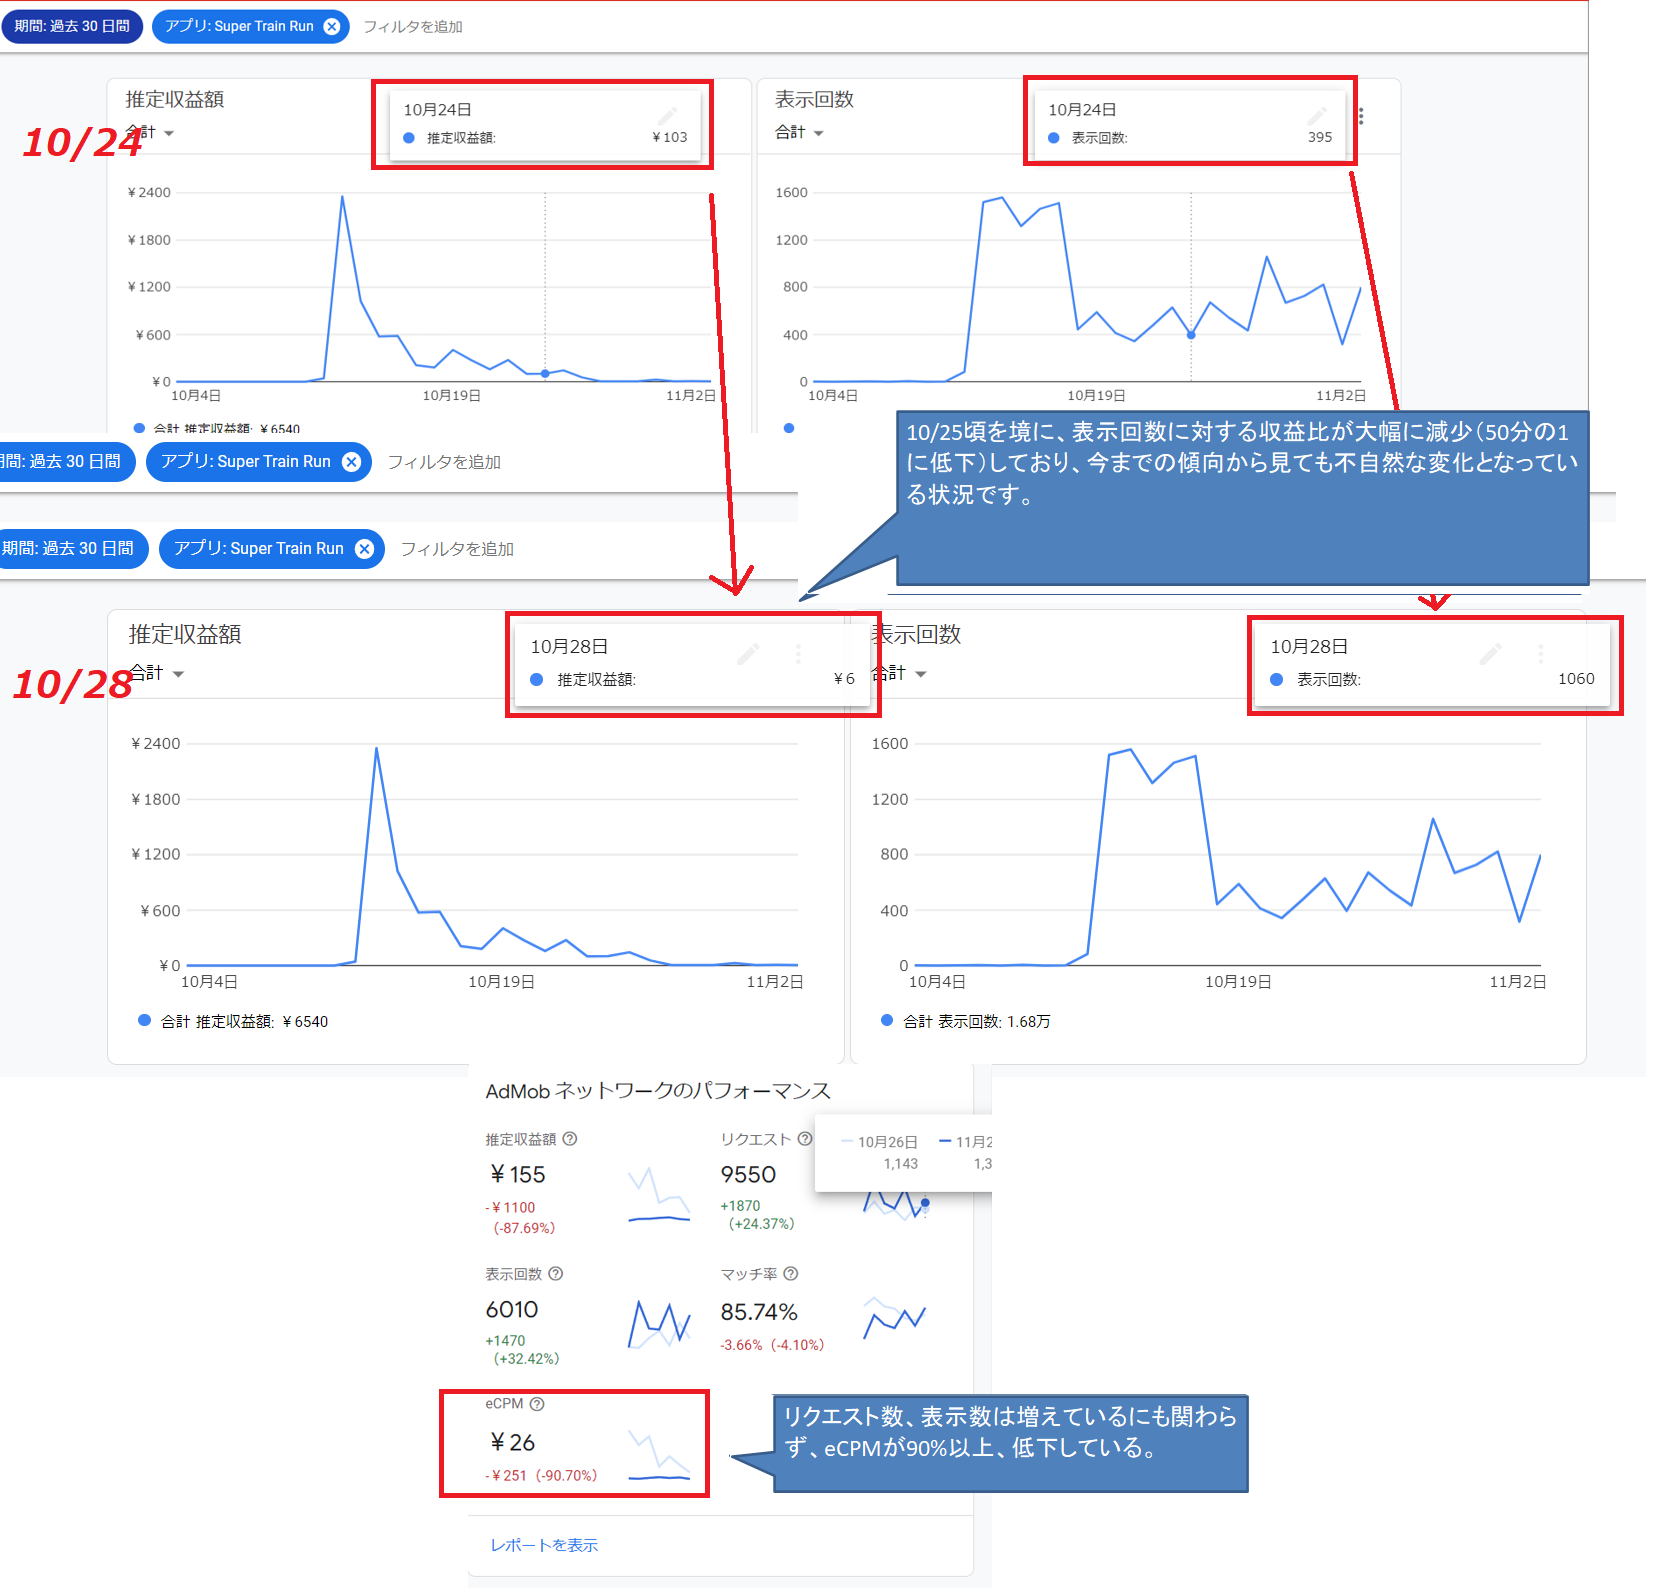 期間: 過去 30 日間
アプリ: Super Train Run
フィルタを追加
推定収益額
合計
10月24日
推定収益額:
¥103
表示回数
合計
10月24日
表示回数:
395
10/24
¥2400
¥1800
¥1200
¥600
¥0
10月4日
10月19日
11月2日
合計 推定収益額: ¥6540
1600
1200
800
400
0
10月4日
10月19日
11月2日
間: 過去 30 日間
アプリ: Super Train Run
フィルタを追加
10/25頃を境に、表示回数に対する収益比が大幅に減少(50分の1
に低下)しており、今までの傾向から見ても不自然な変化となってい
る状況です。
期間: 過去 30 日間
アプリ: Super Train Run
フィルタを追加
推定収益額
合計
10月28日
推定収益額:
¥6
表示回数
合計
10月28日
表示回数:
1060
10/28
¥2400
¥1800
¥1200
¥600
¥0
10月4日
10月19日
11月2日
合計 推定収益額: ¥6540
1600
1200
800
400
0
10月4日
10月19日
11月2日
合計 表示回数: 1.68万
AdMob ネットワークのパフォーマンス
推定収益額
¥155
-¥1100
(-87.69%)
リクエスト
9550
+1870
(+24.37%)
10月26日
1,143
11月2
1,3
表示回数
6010
+1470
(+32.42%)
マッチ率
85.74%
-3.66% (-4.10%)
eCPM
¥26
-¥251 (-90.70%)
リクエスト数、表示数は増えているにも関わら
ず、eCPMが90%以上、低下している。
レポートを表示